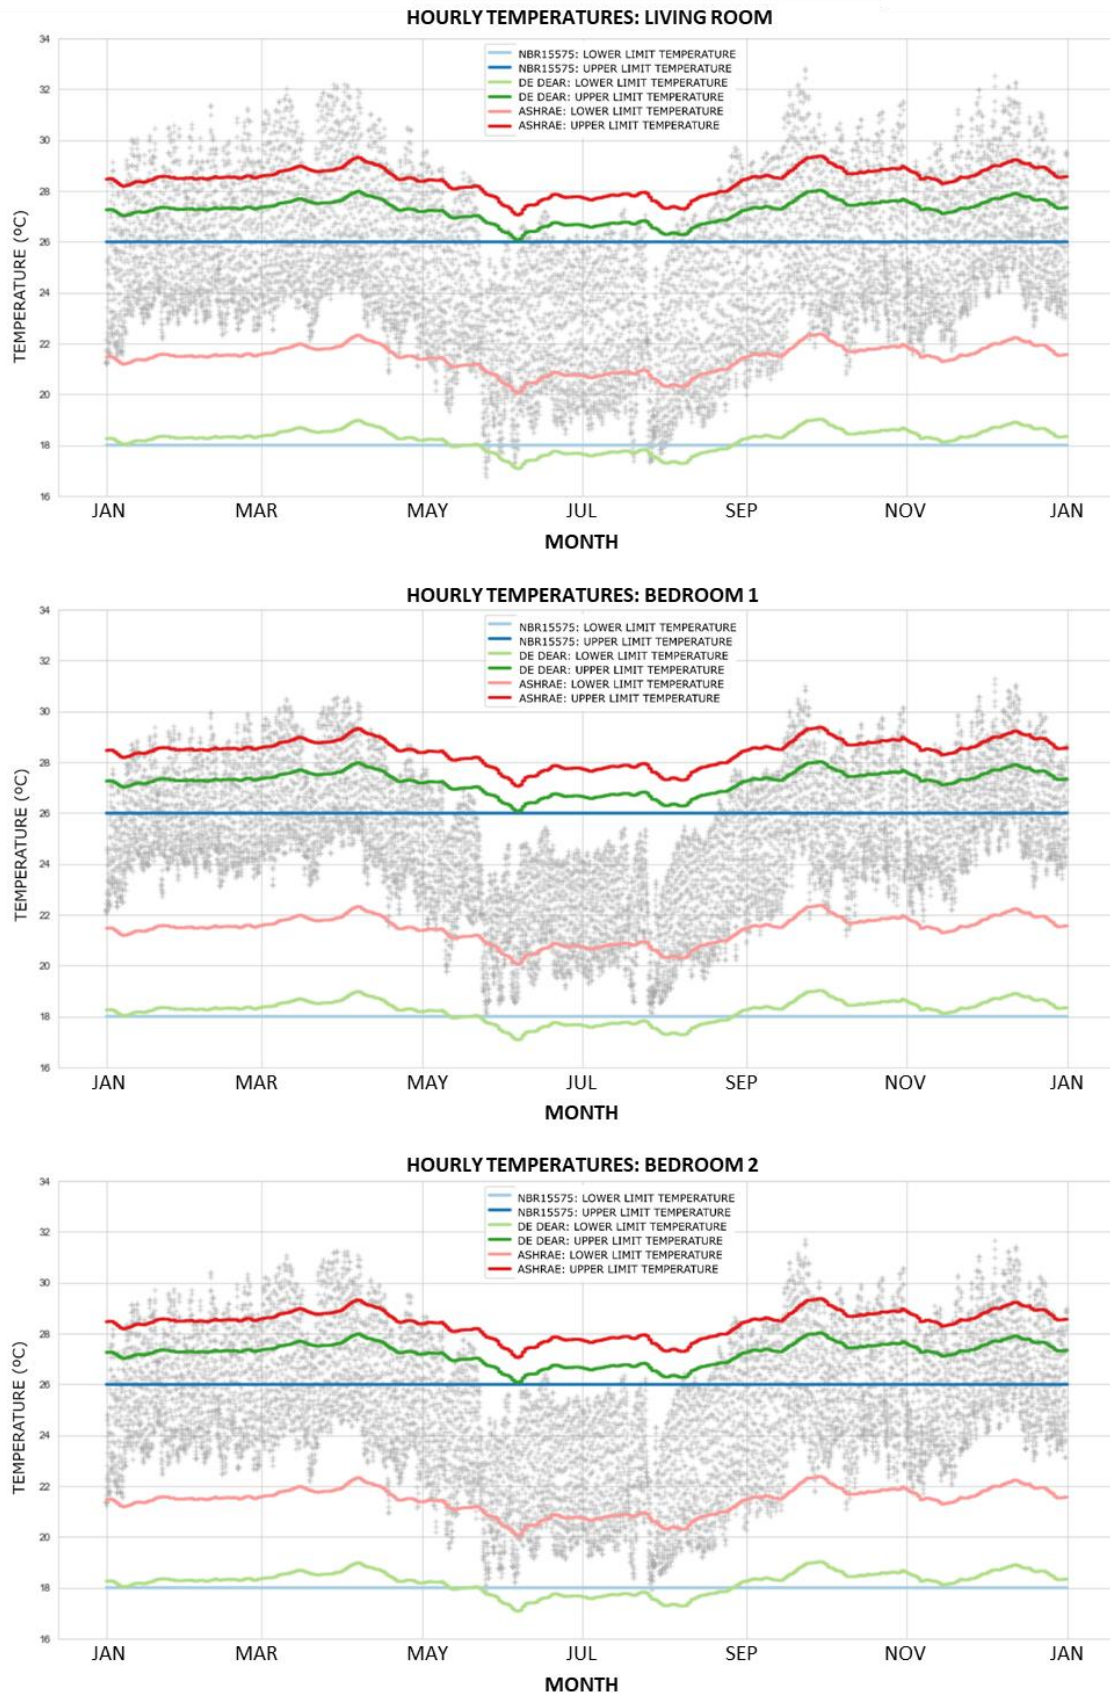 HOURLY TEMPERATURES: LIVING ROOM
34
NBR15575: LOWER LIMIT TEMPERATURE
NBR15575: UPPER LIMIT TEMPERATURE
DE DEAR: LOWER LIMIT TEMPERATURE
DE DEAR: UPPER LIMIT TEMPERATURE
ASHRAE: LOWER LIMIT TEMPERATURE
ASHRAE: UPPER LIMIT TEMPERATURE
32
30
28
26
24
22
20
18
16
TEMPERATURE (ºC)
JAN MAR MAY JUL SEP NOV JAN
MONTH
HOURLY TEMPERATURES: BEDROOM 1
34
NBR15575: LOWER LIMIT TEMPERATURE
NBR15575: UPPER LIMIT TEMPERATURE
DE DEAR: LOWER LIMIT TEMPERATURE
DE DEAR: UPPER LIMIT TEMPERATURE
ASHRAE: LOWER LIMIT TEMPERATURE
ASHRAE: UPPER LIMIT TEMPERATURE
32
30
28
26
24
22
20
18
16
TEMPERATURE (ºC)
JAN MAR MAY JUL SEP NOV JAN
MONTH
HOURLY TEMPERATURES: BEDROOM 2
34
NBR15575: LOWER LIMIT TEMPERATURE
NBR15575: UPPER LIMIT TEMPERATURE
DE DEAR: LOWER LIMIT TEMPERATURE
DE DEAR: UPPER LIMIT TEMPERATURE
ASHRAE: LOWER LIMIT TEMPERATURE
ASHRAE: UPPER LIMIT TEMPERATURE
32
30
28
26
24
22
20
18
16
TEMPERATURE (ºC)
JAN MAR MAY JUL SEP NOV JAN
MONTH